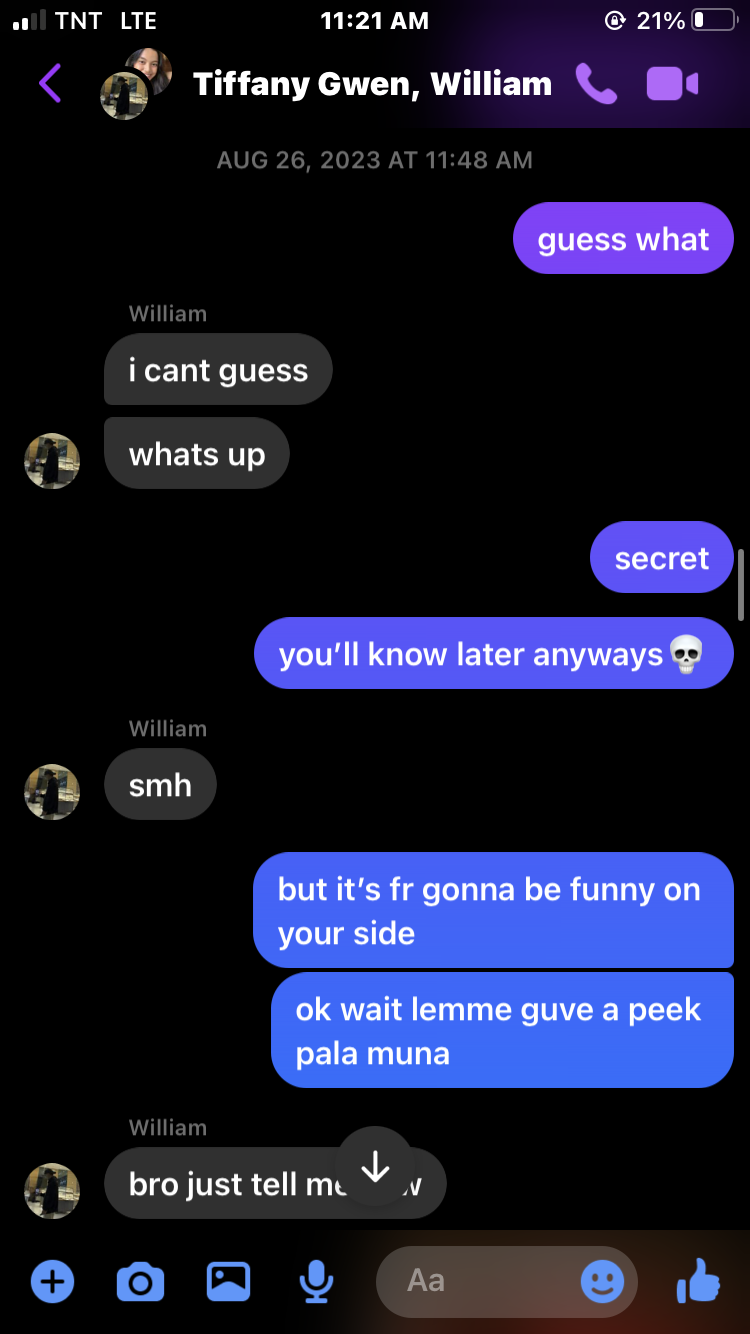 TNT LTE 11:21 AM 21%
Tiffany Gwen, William
AUG 26, 2023 AT 11:48 AM
guess what
William
i cant guess
whats up
secret
you’ll know later anyways💀
William
smh
but it’s fr gonna be funny on
your side
ok wait lemme guve a peek
pala muna
William
bro just tell
Aa